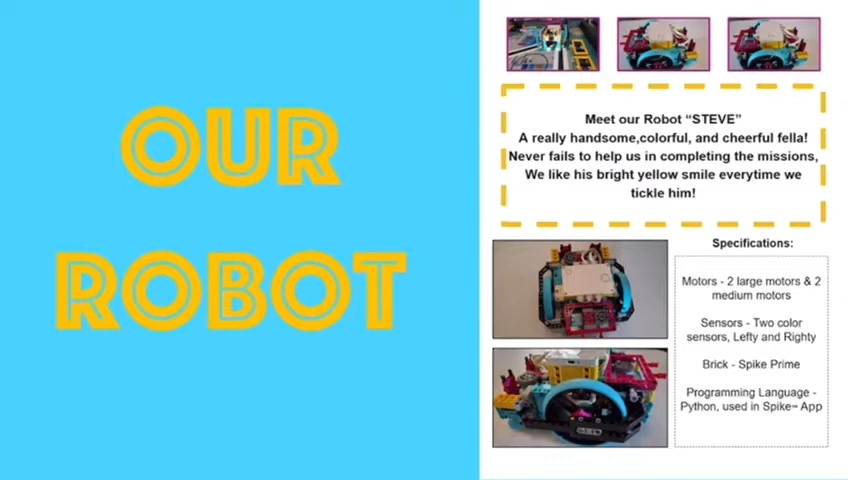 OUR
ROBOT
Meet our Robot “STEVE”
A really handsome,colorful, and cheerful fella!
Never fails to help us in completing the missions,
We like his bright yellow smile everytime we
tickle him!
Specifications:
Motors - 2 large motors & 2
medium motors
Sensors - Two color
sensors, Lefty and Righty
Brick - Spike Prime
Programming Language -
Python, used in Spike™ App